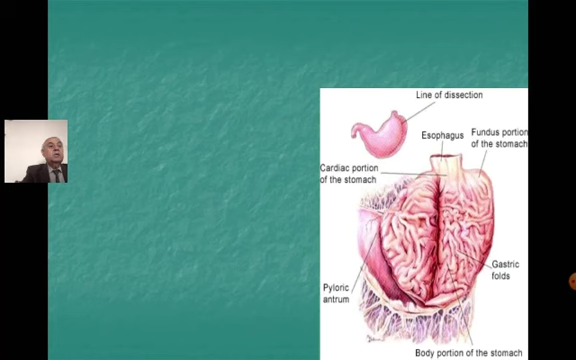 Line of dissection
Esophagus
Fundus portion
of the stomach
Cardiac portion
of the stomach
Gastric
folds
Pyloric
antrum
Body portion of the stomach